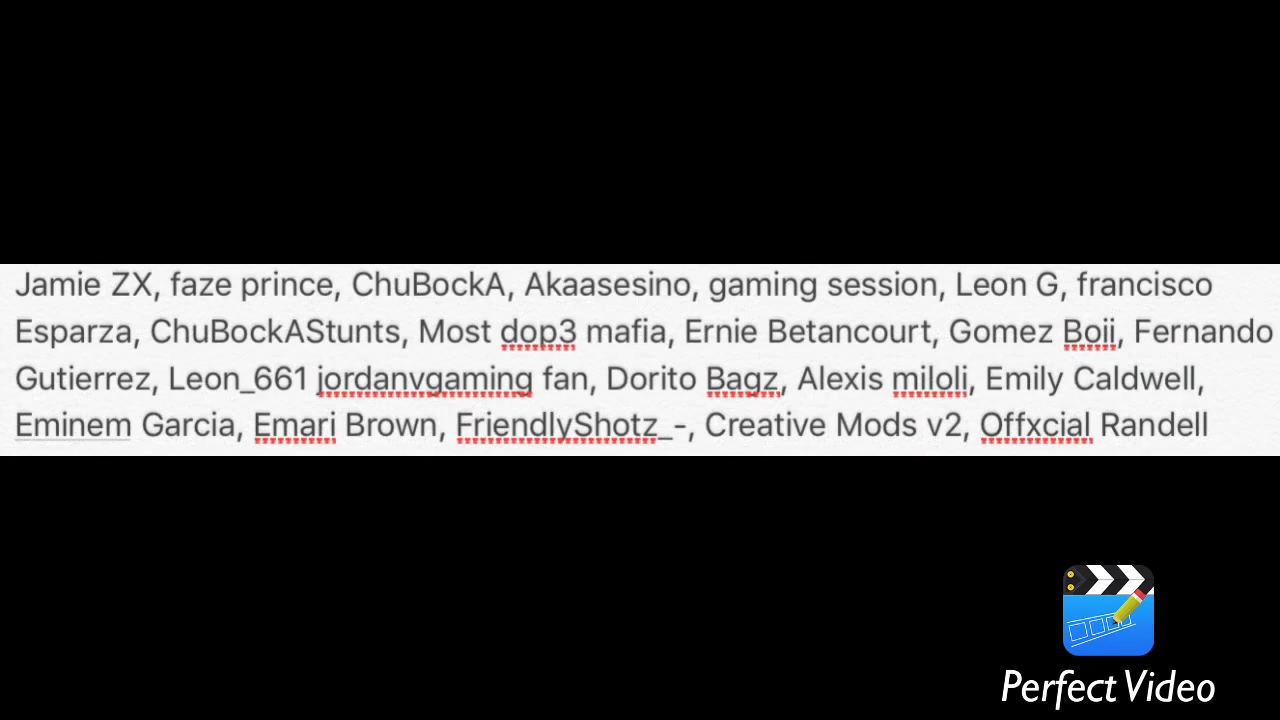 Jamie ZX, faze prince, ChuBockA, Akaasesino, gaming session, Leon G, francisco
Esparza, ChuBockAStunts, Most dop3 mafia, Ernie Betancourt, Gomez Boii, Fernando
Gutierrez, Leon_661 jordanvgaming fan, Dorito Bagz, Alexis miloli, Emily Caldwell,
Eminem Garcia, Emari Brown, FriendlyShotz_-, Creative Mods v2, Offxcial Randell
Perfect Video